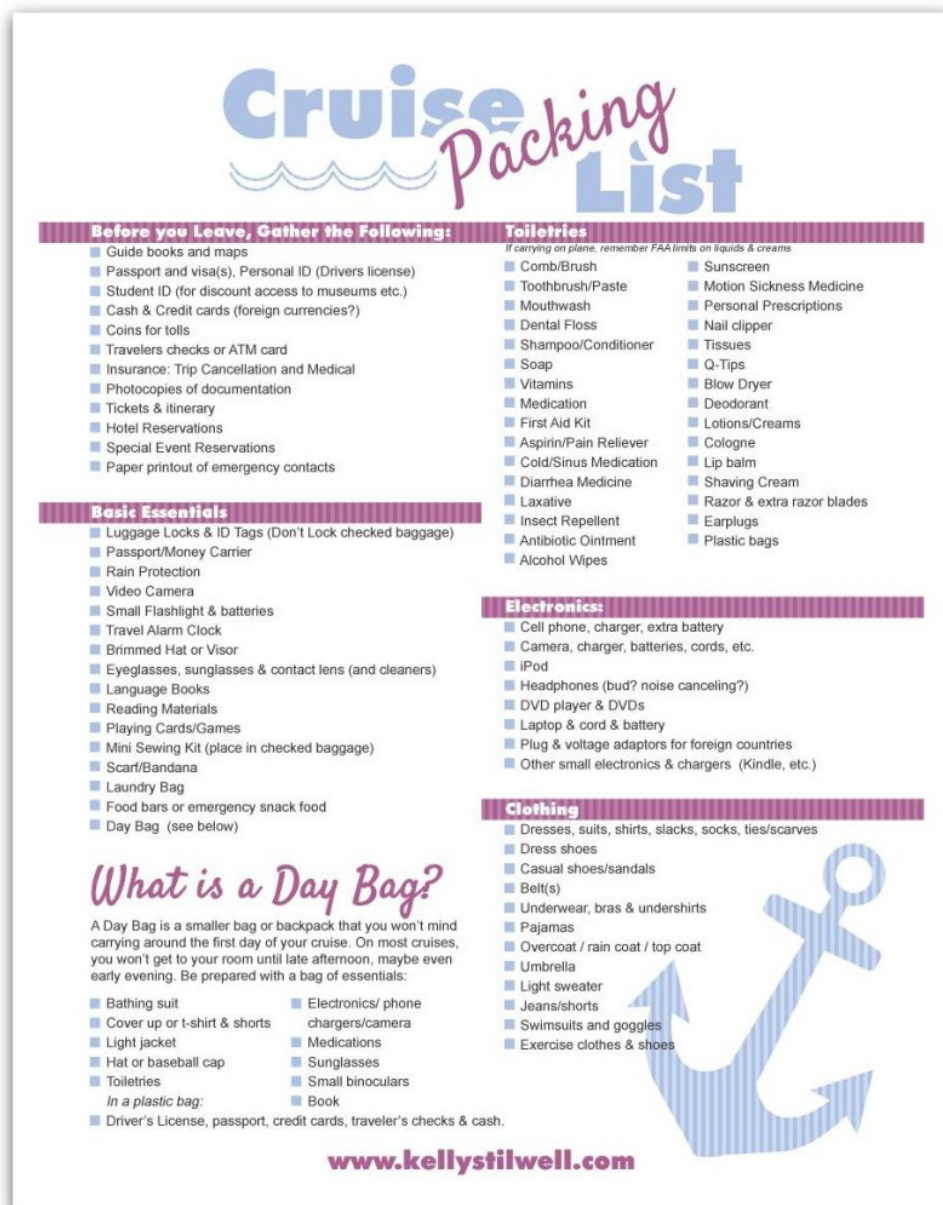 Cruise
Packing
List
Before you Leave, Gather the Following:
Guide books and maps
Passport and visa(s), Personal ID (Drivers license)
Student ID (for discount access to museums etc.)
Cash & Credit cards (foreign currencies?)
Coins for tolls
Travelers checks or ATM card
Insurance: Trip Cancellation and Medical
Photocopies of documentation
Tickets & itinerary
Hotel Reservations
Special Event Reservations
Paper printout of emergency contacts
Basic Essentials
Luggage Locks & ID Tags (Don't Lock checked baggage)
Passport/Money Carrier
Rain Protection
Video Camera
Small Flashlight & batteries
Travel Alarm Clock
Brimmed Hat or Visor
Eyeglasses, sunglasses & contact lens (and cleaners)
Language Books
Reading Materials
Playing Cards/Games
Mini Sewing Kit (place in checked baggage)
Scarf/Bandana
Laundry Bag
Food bars or emergency snack food
Day Bag (see below)
What is a Day Bag?
A Day Bag is a smaller bag or backpack that you won't mind
carrying around the first day of your cruise. On most cruises,
you won't get to your room until late afternoon, maybe even
early evening. Be prepared with a bag of essentials:
Bathing suit
Cover up or t-shirt & shorts
Light jacket
Hat or baseball cap
Toiletries
In a plastic bag:
Electronics/ phone
chargers/camera
Medications
Sunglasses
Small binoculars
Book
Driver's License, passport, credit cards, traveler's checks & cash.
Toiletries
If carrying on plane, remember FAA limits on liquids & creams
Comb/Brush
Toothbrush/Paste
Mouthwash
Dental Floss
Shampoo/Conditioner
Soap
Vitamins
Medication
First Aid Kit
Aspirin/Pain Reliever
Cold/Sinus Medication
Diarrhea Medicine
Laxative
Insect Repellent
Antibiotic Ointment
Alcohol Wipes
Sunscreen
Motion Sickness Medicine
Personal Prescriptions
Nail clipper
Tissues
Q-Tips
Blow Dryer
Deodorant
Lotions/Creams
Cologne
Lip balm
Shaving Cream
Razor & extra razor blades
Earplugs
Plastic bags
Electronics:
Cell phone, charger, extra battery
Camera, charger, batteries, cords, etc.
iPod
Headphones (bud? noise canceling?)
DVD player & DVDs
Laptop & cord & battery
Plug & voltage adaptors for foreign countries
Other small electronics & chargers (Kindle, etc.)
Clothing
Dresses, suits, shirts, slacks, socks, ties/scarves
Dress shoes
Casual shoes/sandals
Belt(s)
Underwear, bras & undershirts
Pajamas
Overcoat / rain coat / top coat
Umbrella
Light sweater
Jeans/shorts
Swimsuits and goggles
Exercise clothes & shoes
www.kellystilwell.com